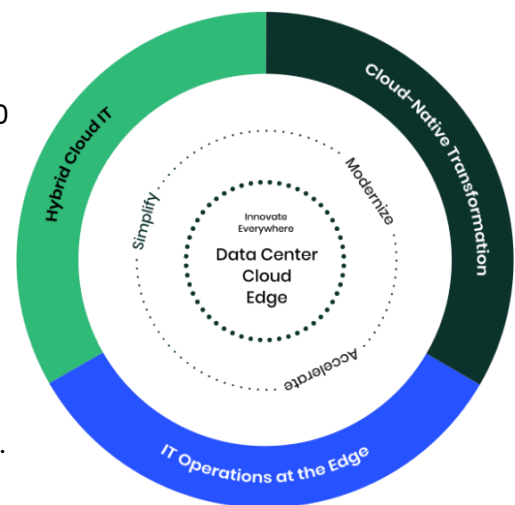 Hybrid Cloud IT
Cloud-Native Transformation
Simplify
Modernize
Innovate
Everywhere
Data Center
Cloud
Edge
Accelerate
IT Operations at the Edge
0
.